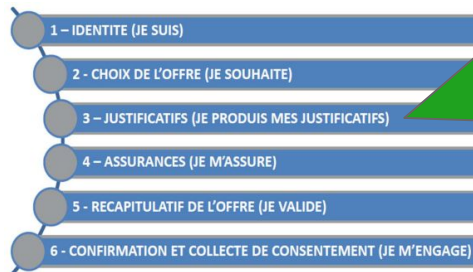 1 – IDENTITE (JE SUIS)
2 - CHOIX DE L'OFFRE (JE SOUHAITE)
3 – JUSTIFICATIFS (JE PRODUIS MES JUSTIFICATIFS)
4 – ASSURANCES (JE M'ASSURE)
5 - RECAPITULATIF DE L'OFFRE (JE VALIDE)
6 - CONFIRMATION ET COLLECTE DE CONSENTEMENT (JE M'ENGAGE)